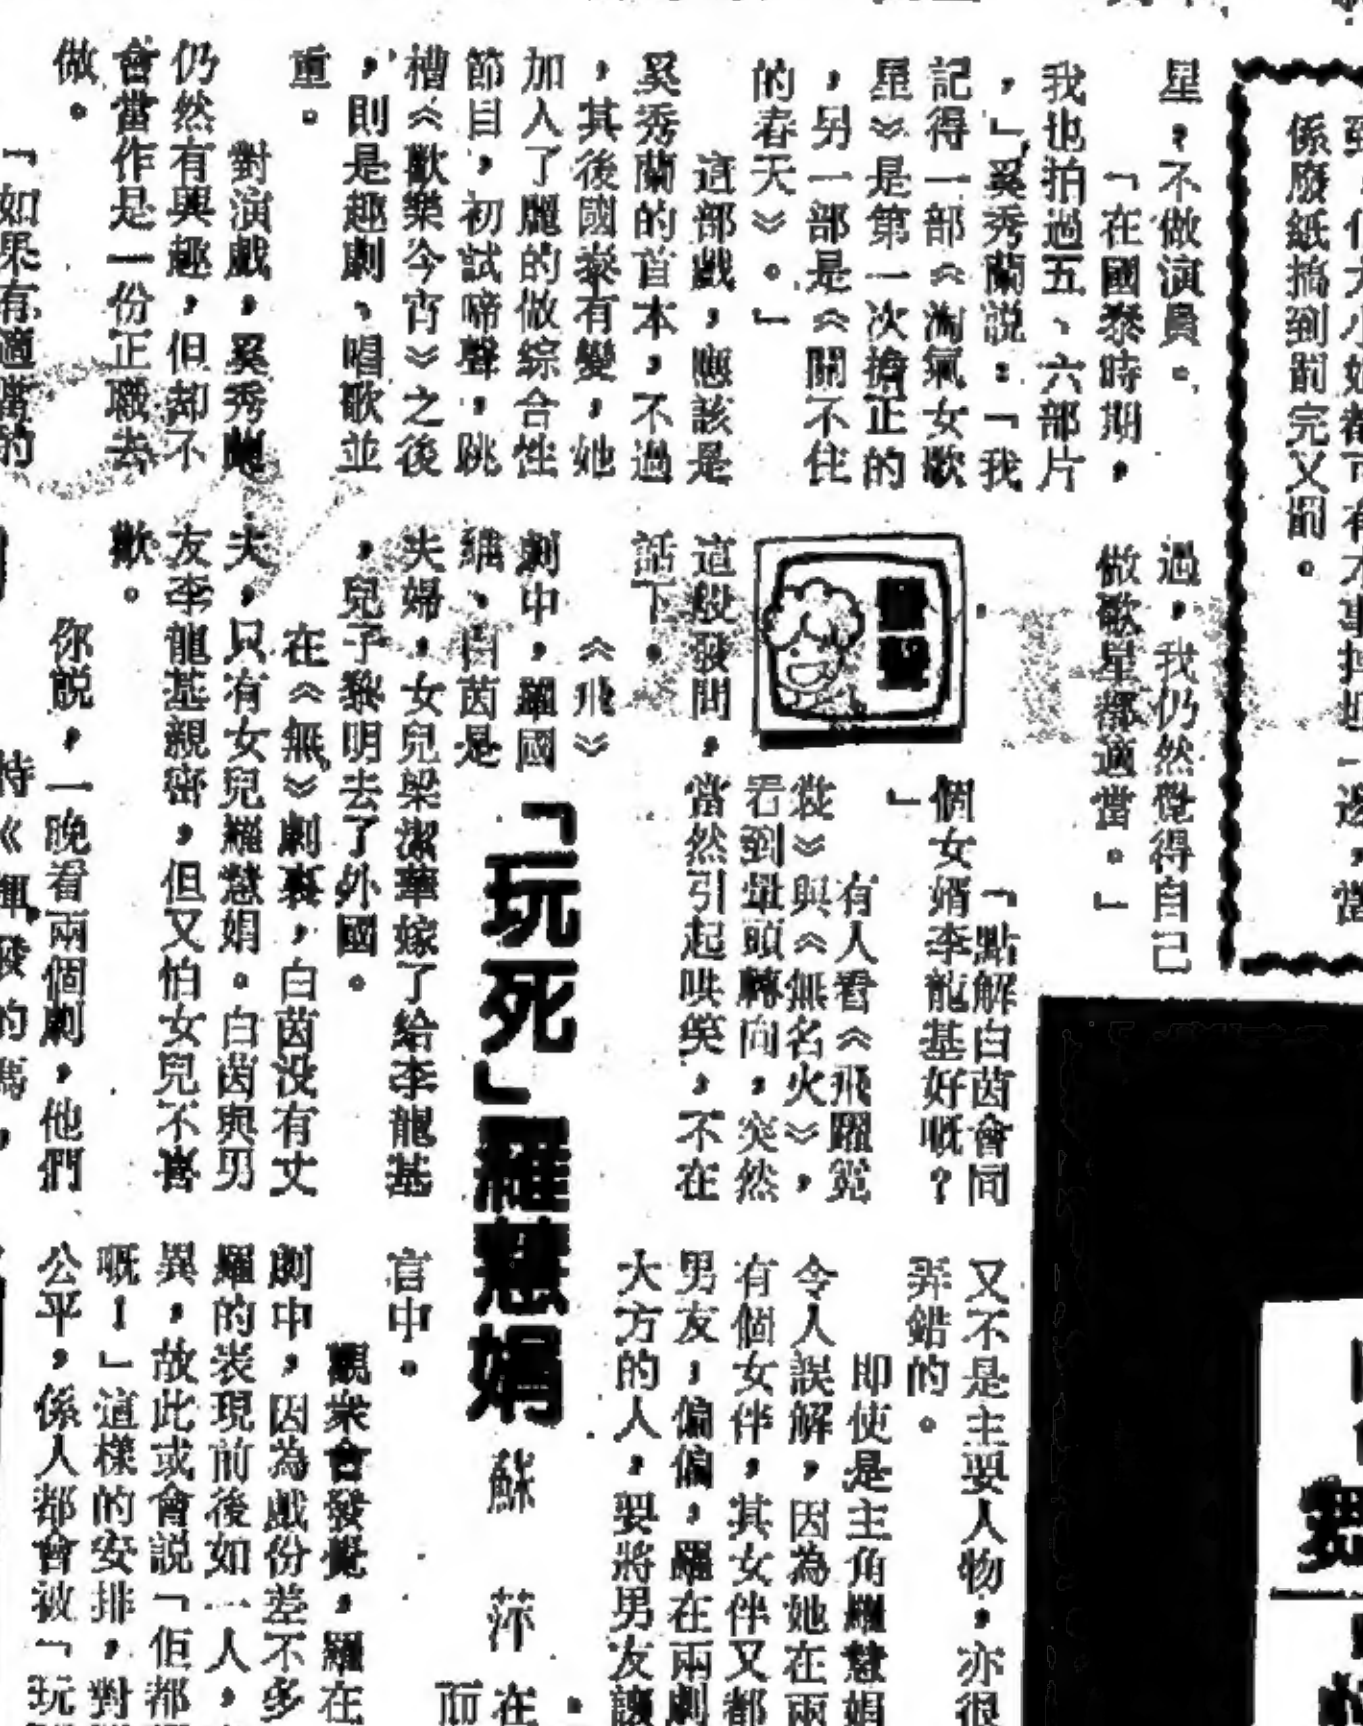 係廢紙搞到罰完又罰。
星，不做演員。
「在國泰時期，
我也拍過五、六部片
，」奚秀蘭說：「我
記得一部《淘氣女歌
星》是第一次擔正的
，另一部是《關不住
的春天》。」
這部戲，應該是
奚秀蘭的首本，不過
，其後國泰有變，她
加入了麗的做綜合性
節目，初試啼聲，跳
槽《歡樂今宵》之後
，則是趣劇、唱歌並
重。
對演戲，奚秀蘭
仍然有興趣，但却不
會當作是一份正職去
做。
「如果有適當的
過，我仍然覺得自己
做歌星都適當。」
「點解白茵會同
個女婿李龍基好嘅？
」
有人看《飛躍冤
裁》與《無名火》，
看到暈頭轉向，突然
這般發問，當然引起哄笑，不在
話下。
「玩死」羅慧娟
蘇 萍
《飛》
劇中，羅國
維、白茵是
夫婦，女兒梁潔華嫁了給李龍基
，兒子黎明去了外國。
在《無》劇裏，白茵没有丈
夫，只有女兒羅慧娟。白茵與男
友李龍基親密，但又怕女兒不喜
歡。
你說，一晚看兩個劇，他們
又不是主要人物，亦很
弄錯的。
即使是主角羅慧娟
令人誤解，因為她在兩
有個女伴，其女伴又都
男友，偏偏，羅在兩劇
大方的人，要將男友讓
在
而
言中。
觀衆會發覺，羅在
劇中，因為戲份差不多
羅的表現前後如一人，
異，故此或會說「佢都
嘅！」這樣的安排，對
公平，係人都會被「玩